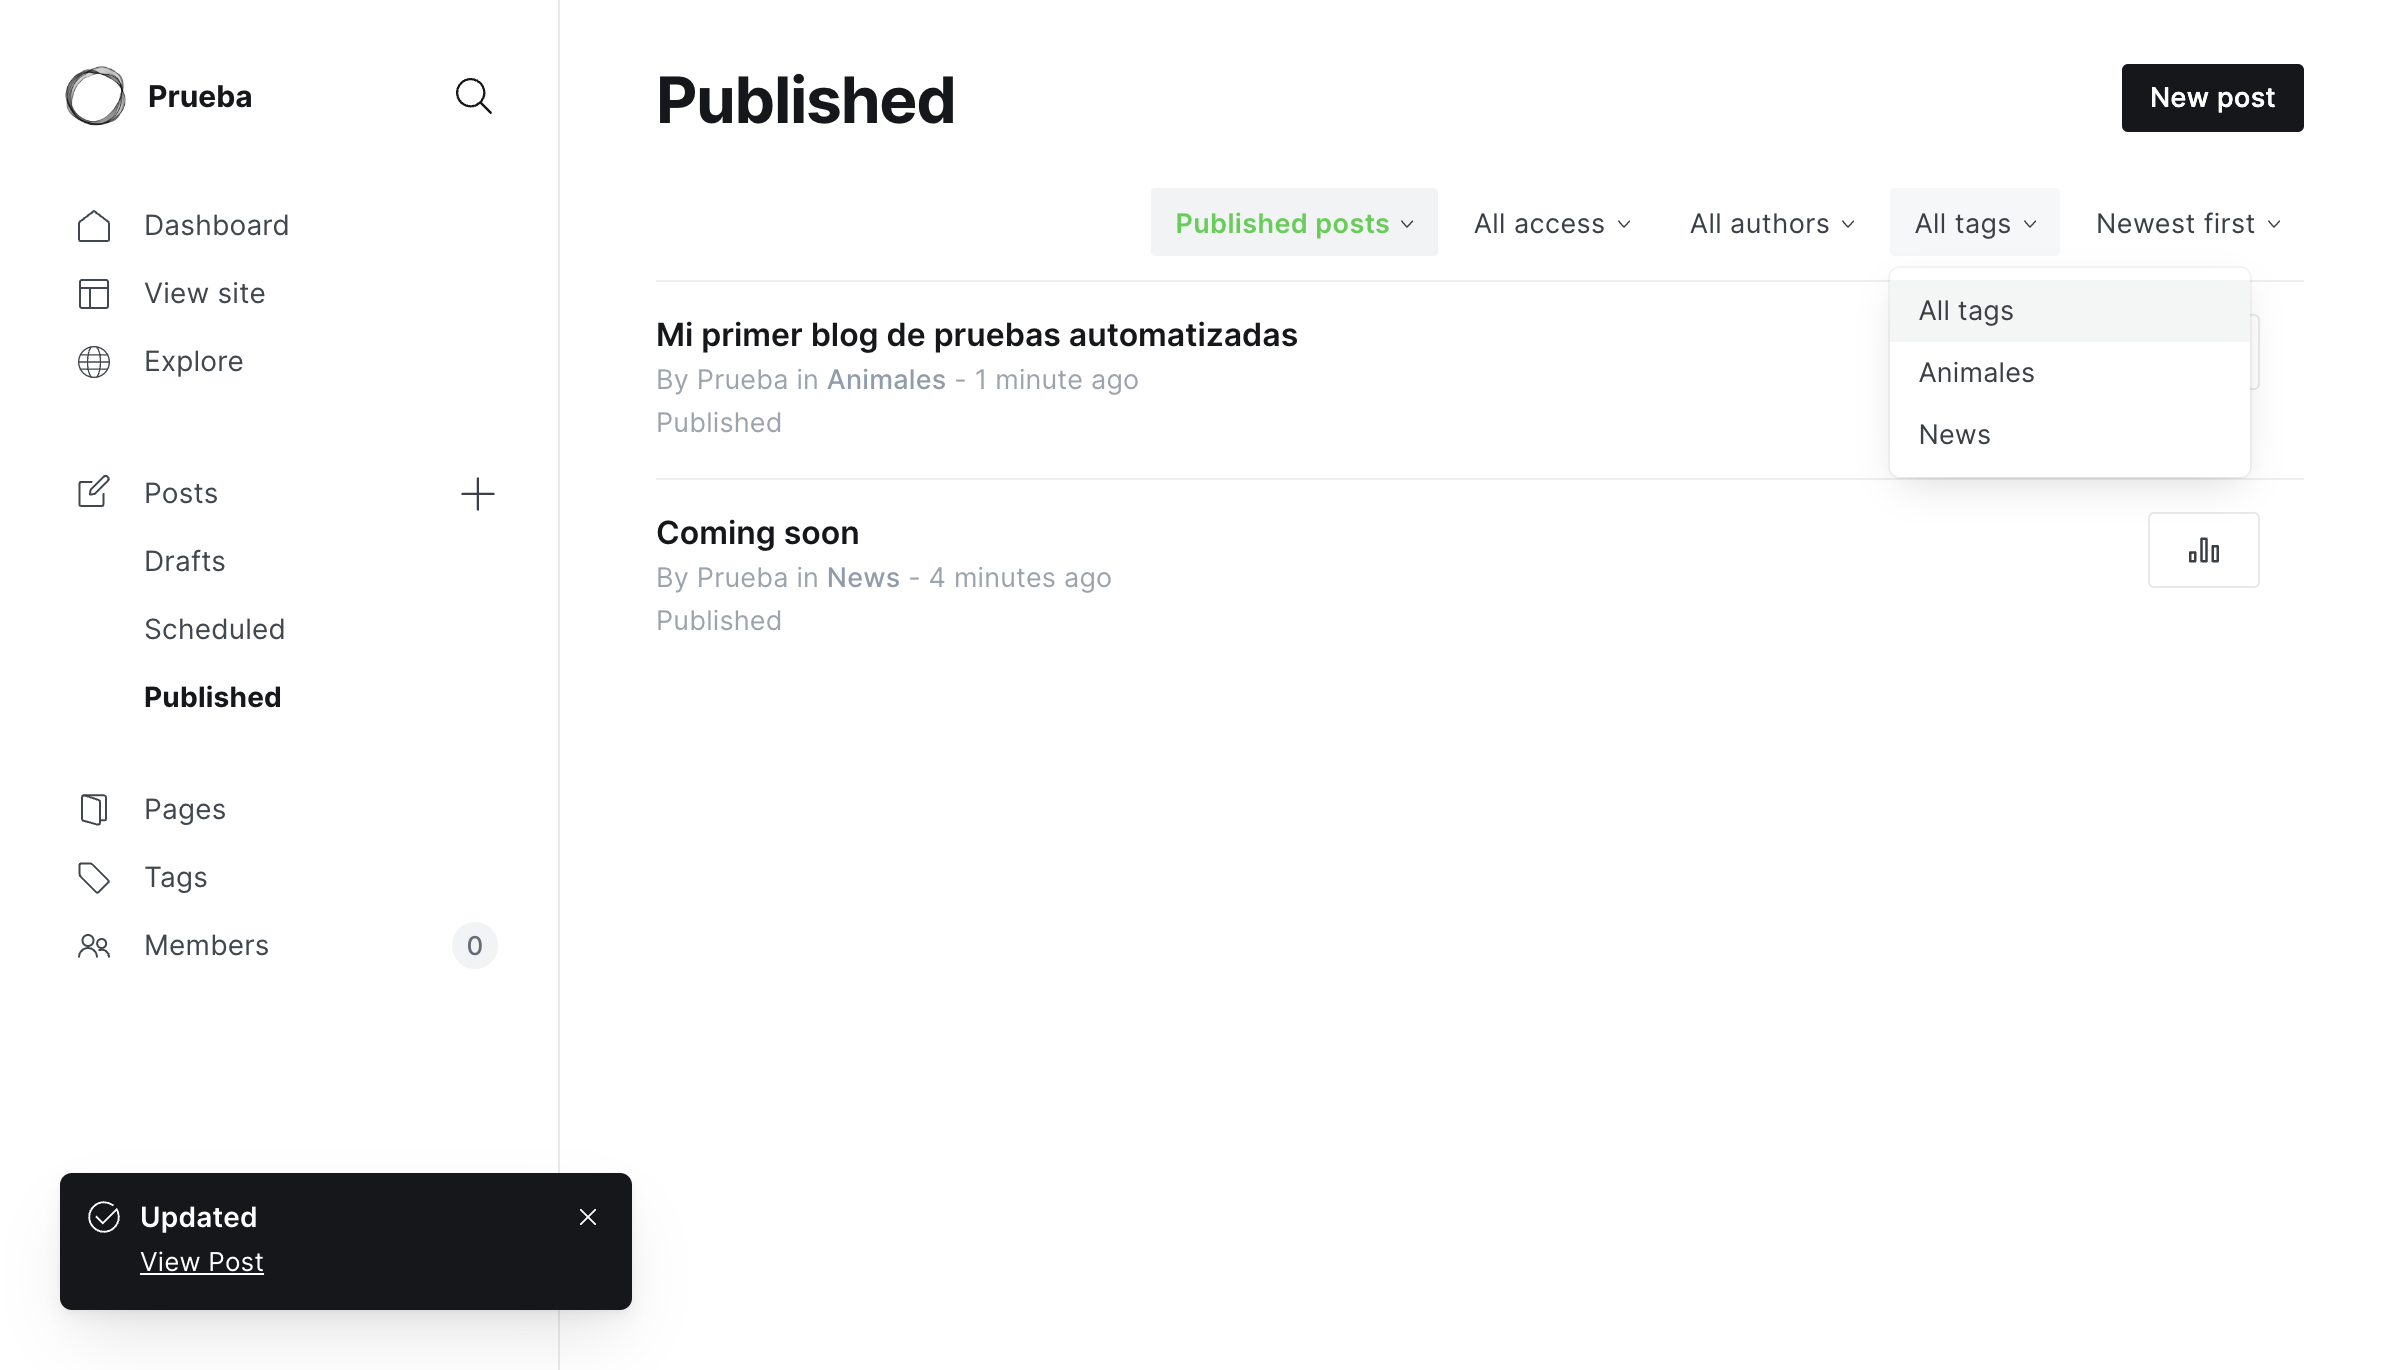 Prueba
Dashboard
View site
Explore
Posts
Drafts
Scheduled
Published
Pages
Tags
Members 0
Published
New post
Published posts All access All authors All tags Newest first
All tags
Animales
News
Mi primer blog de pruebas automatizadas
By Prueba in Animales - 1 minute ago
Published
Coming soon
By Prueba in News - 4 minutes ago
Published
Updated
View Post